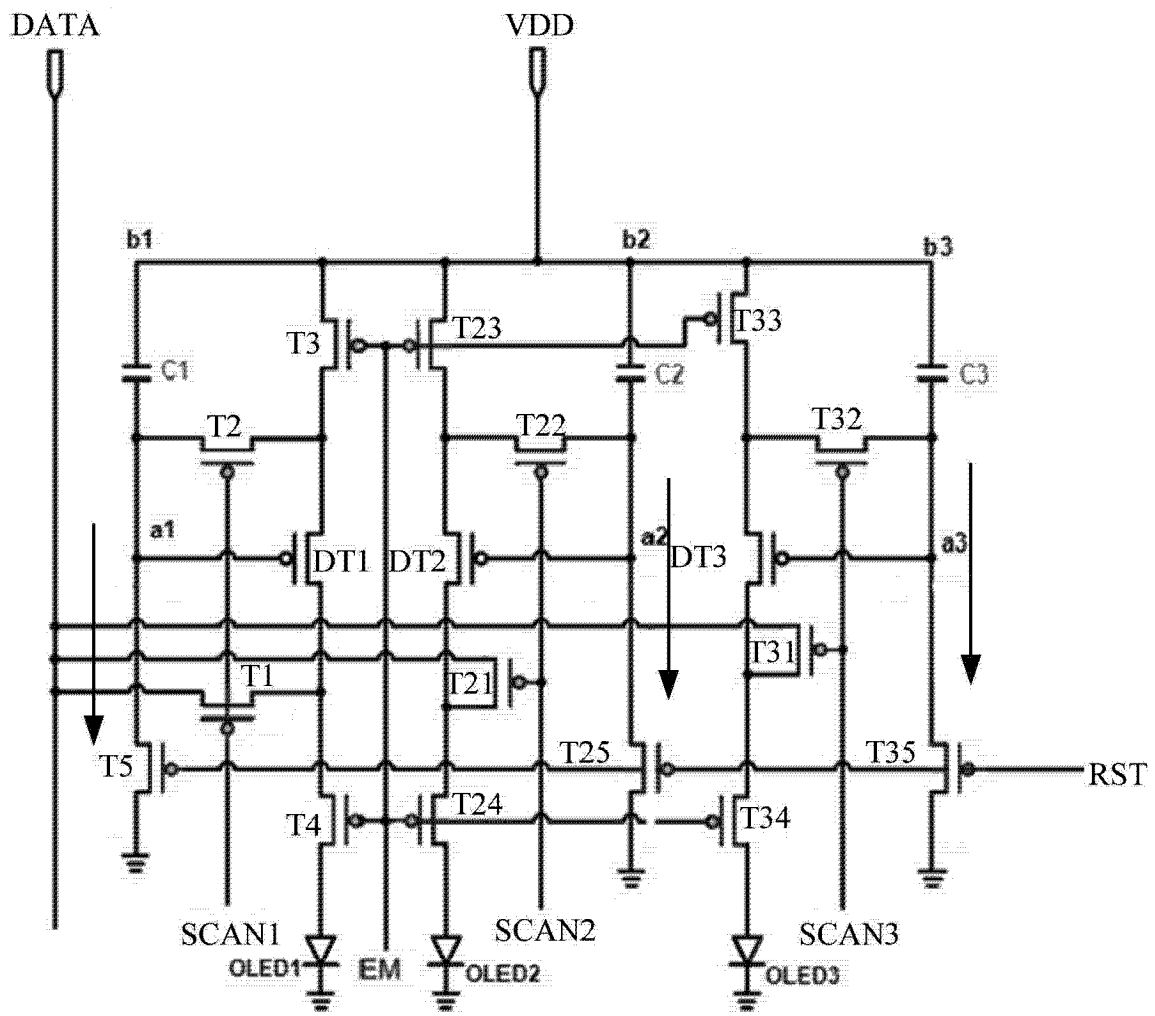 DATA VDD
b1 b2 b3
T3 T23 T33
C1 C2 C3
T2 T22 T32
a1 a2 a3
DT1 DT2 DT3
T1 T21 T31
T5 T25 T35 RST
T4 T24 T34
SCAN1 SCAN2 SCAN3
OLED1 EM OLED2 OLED3